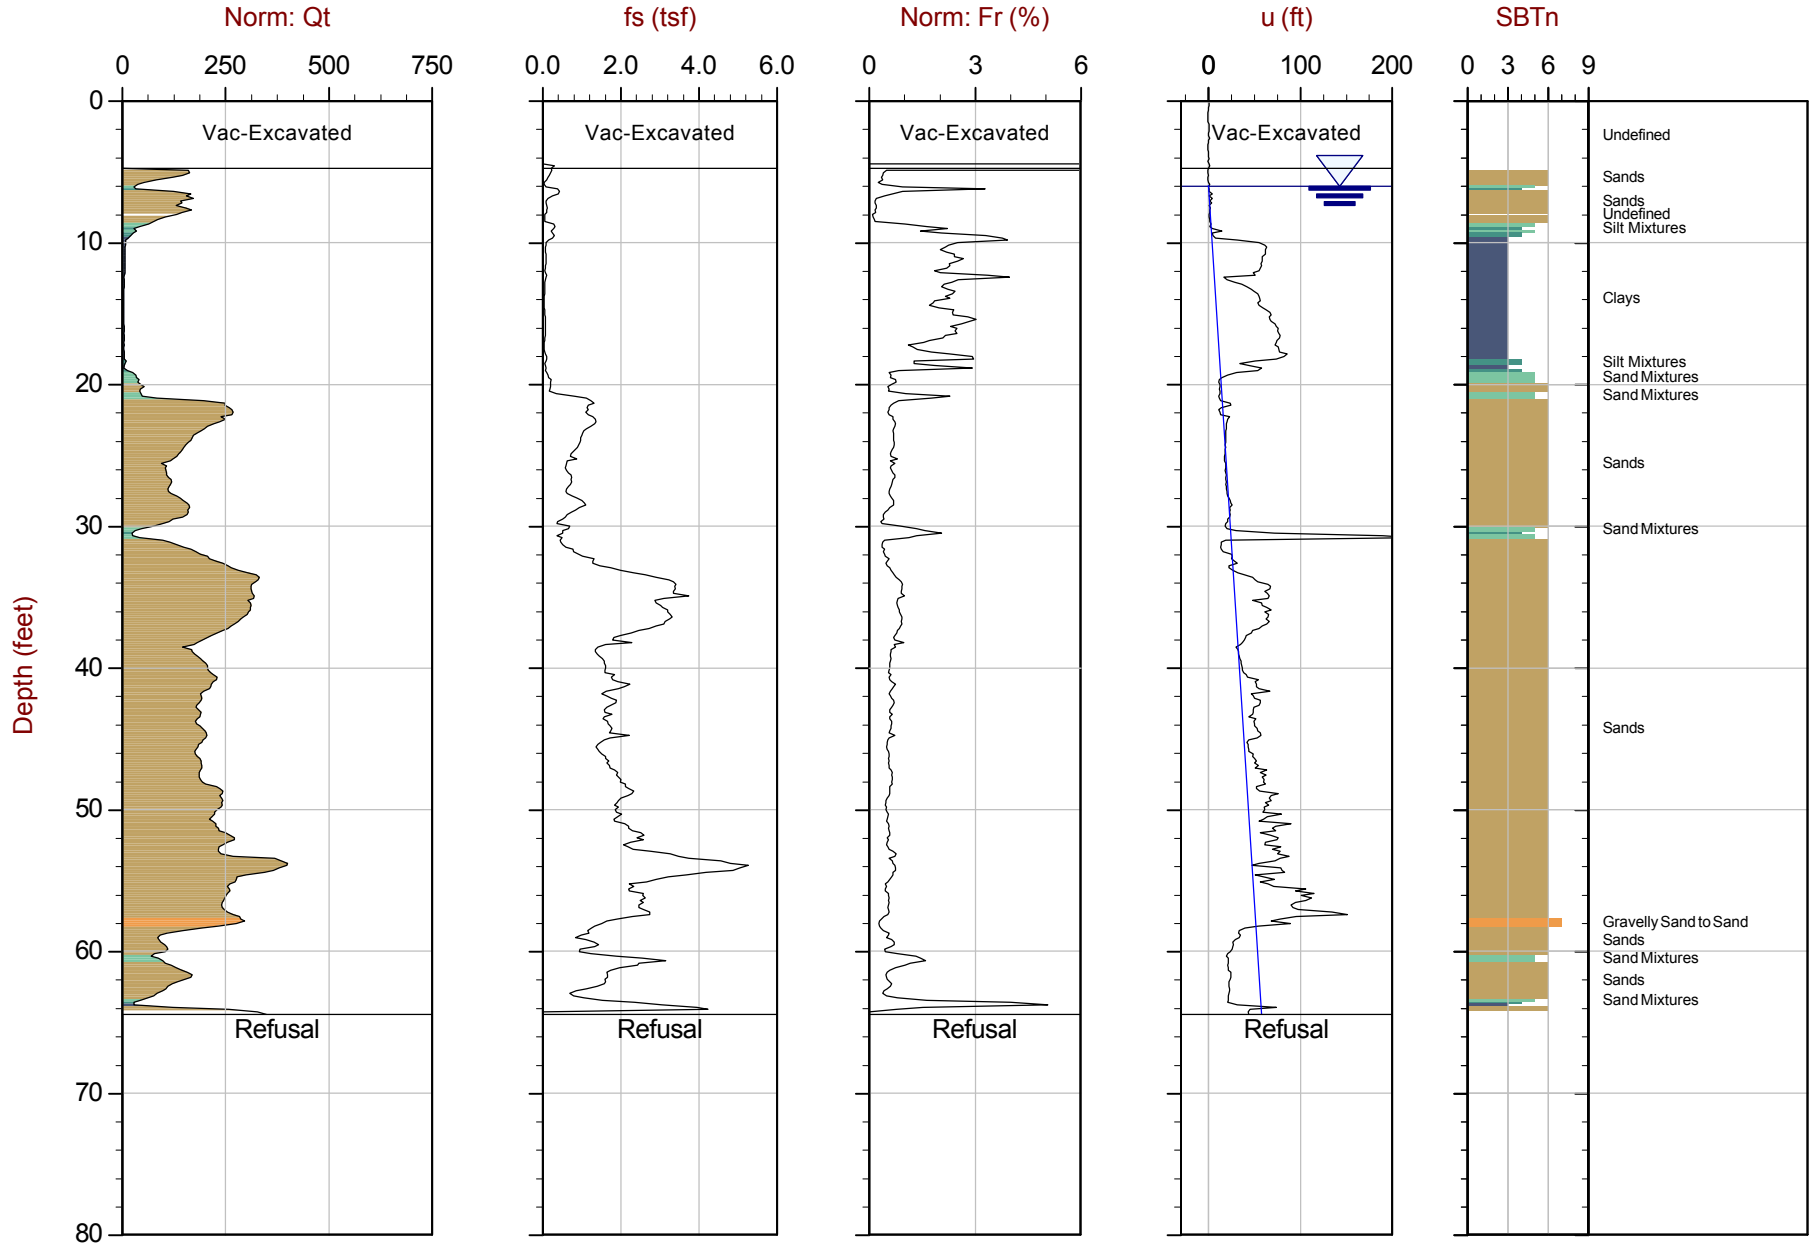 Norm: Qt fs (tsf) Norm: Fr (%) u (ft) SBTn
0 250 500 750 0.0 2.0 4.0 6.0 0 3 6 0 100 200 0 3 6 9
0
Vac-Excavated Vac-Excavated Vac-Excavated Vac-Excavated Undefined
Sands
Sands
Undefined
Silt Mixtures
10
Clays
Silt Mixtures
Sand Mixtures
20
Sand Mixtures
Sands
30 Sand Mixtures
Depth (feet)
40
Sands
50
Gravelly Sand to Sand
Sands
60
Sand Mixtures
Sands
Sand Mixtures
Refusal Refusal Refusal Refusal
70
80